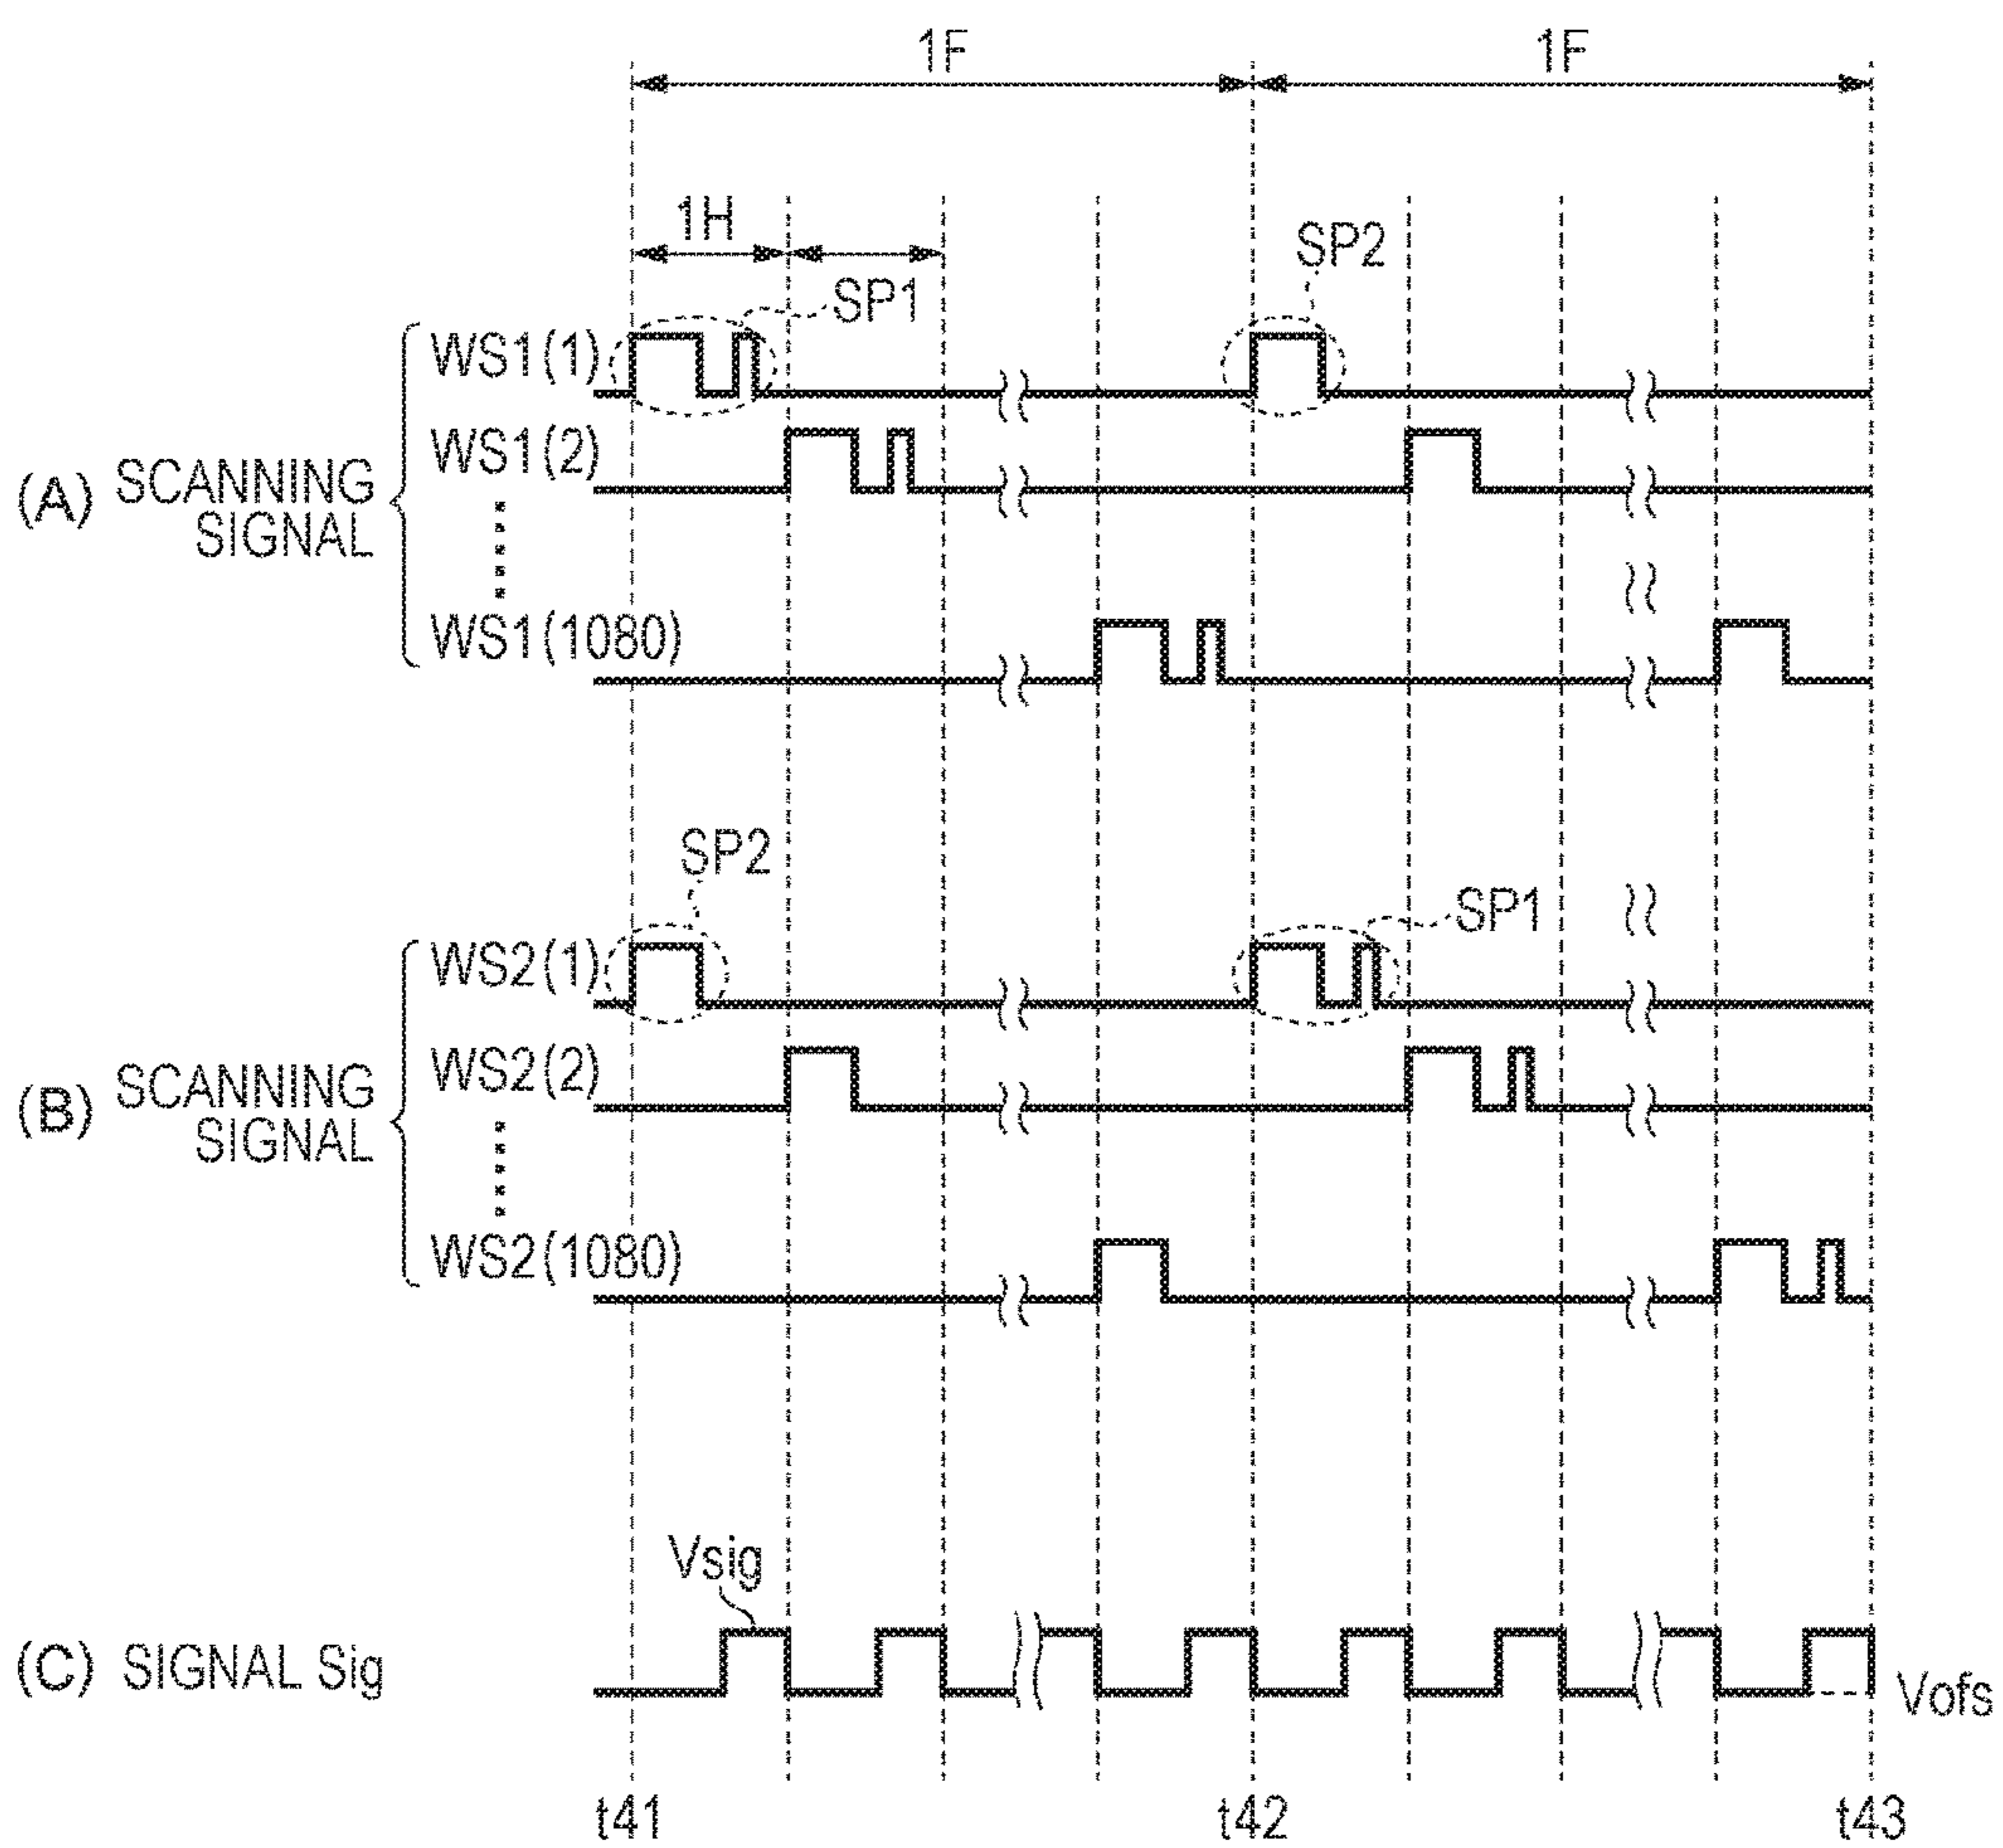 1F 1F
1H
SP2
SP1
WS1(1)
WS1(2)
(A) SCANNING
SIGNAL
WS1(1080)
SP2
SP1
WS2(1)
WS2(2)
(B) SCANNING
SIGNAL
WS2(1080)
Vsig
(C) SIGNAL Sig
Vofs
t41 t42 t43